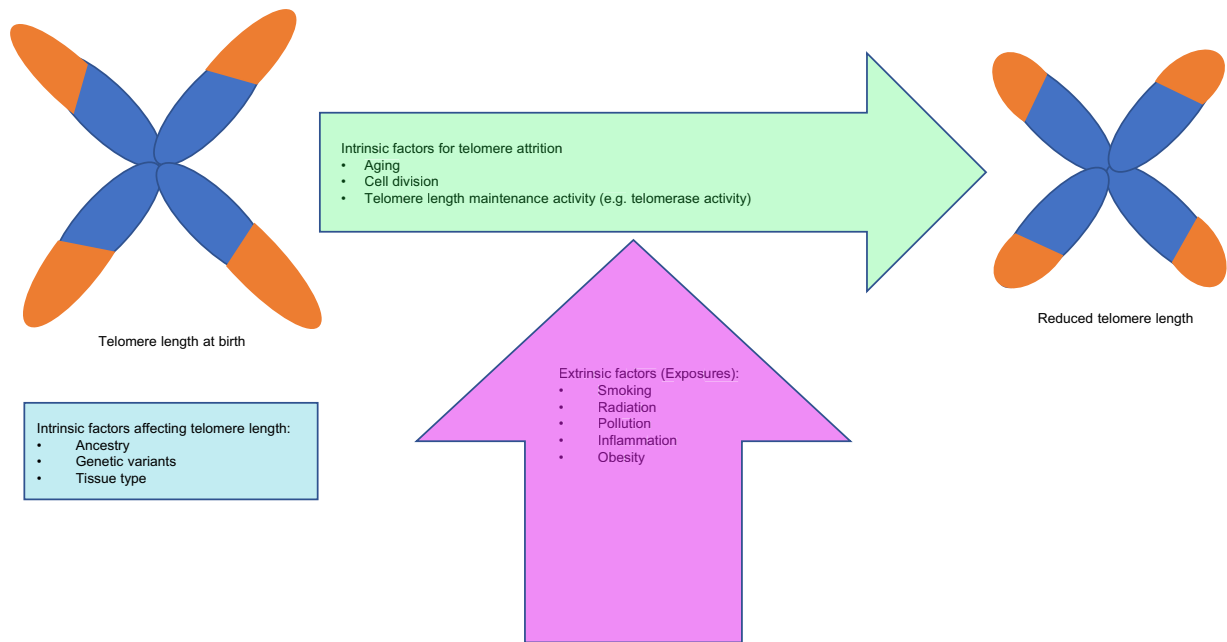 Intrinsic factors for telomere attrition
• Aging
• Cell division
• Telomere length maintenance activity (e.g. telomerase activity)
Telomere length at birth
Reduced telomere length
Extrinsic factors (Exposures):
• Smoking
• Radiation
• Pollution
• Inflammation
• Obesity
Intrinsic factors affecting telomere length:
• Ancestry
• Genetic variants
• Tissue type